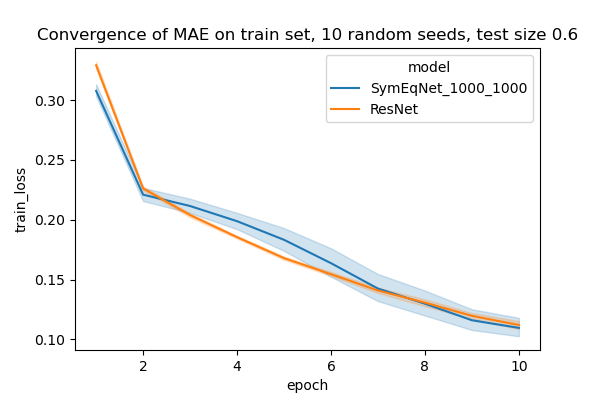 Convergence of MAE on train set, 10 random seeds, test size 0.6
model
SymEqNet_1000_1000
ResNet
train_loss
0.30
0.25
0.20
0.15
0.10
2 4 6 8 10
epoch